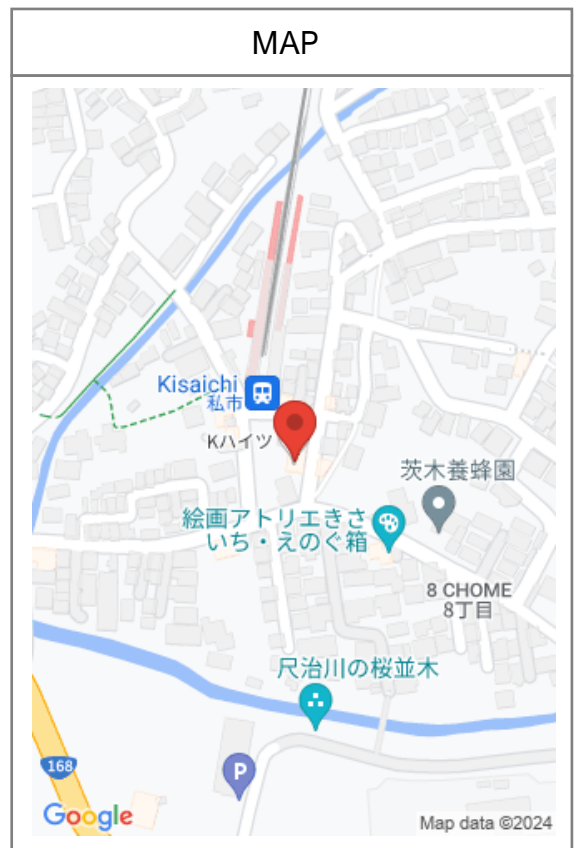 MAP
Kisaichi
私市
Kハイツ
茨木養蜂園
絵画アトリエきさ
いち・えのぐ箱
8 CHOME
8丁目
尺治川の桜並木
P
168
Google
Map data ©2024